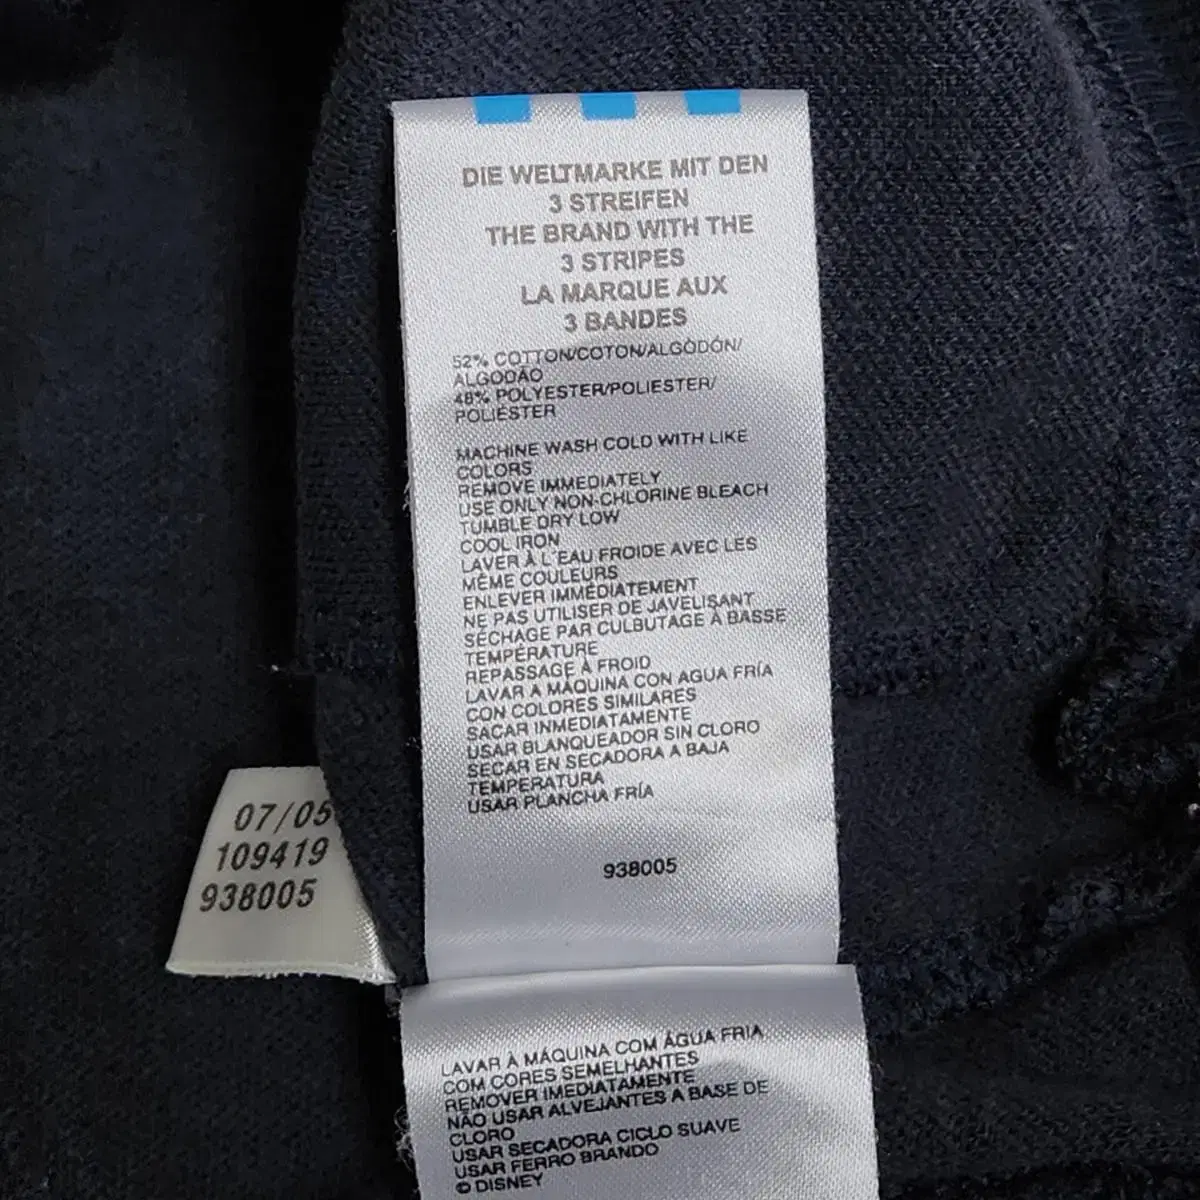 DIE WELTMARKE MIT DEN
3 STREIFEN
THE BRAND WITH THE
3 STRIPES
LA MARQUE AUX
3 BANDES
52% COTTON/COTON/ALGODÓN/
ALGODÃO
48% POLYESTER/POLIESTER/
POLIÉSTER
MACHINE WASH COLD WITH LIKE
COLORS
REMOVE IMMEDIATELY
USE ONLY NON-CHLORINE BLEACH
TUMBLE DRY LOW
COOL IRON
LAVER À L'EAU FROIDE AVEC LES
MÊME COULEURS
ENLEVER IMMÉDIATEMENT
NE PAS UTILISER DE JAVELISANT
SÉCHAGE PAR CULBUTAGE À BASSE
TEMPÉRATURE
REPASSAGE À FROID
LAVAR A MÁQUINA CON AGUA FRÍA
CON COLORES SIMILARES
SACAR INMEDIATAMENTE
USAR BLANQUEADOR SIN CLORO
SECAR EN SECADORA A BAJA
TEMPERATURA
USAR PLANCHA FRÍA
938005
07/05
109419
938005
LAVAR À MÁQUINA COM ÁGUA FRIA
COM CORES SEMELHANTES
REMOVER IMEDIATAMENTE
NÃO USAR ALVEJANTES A BASE DE
CLORO
USAR SECADORA CICLO SUAVE
USAR FERRO BRANDO
© DISNEY